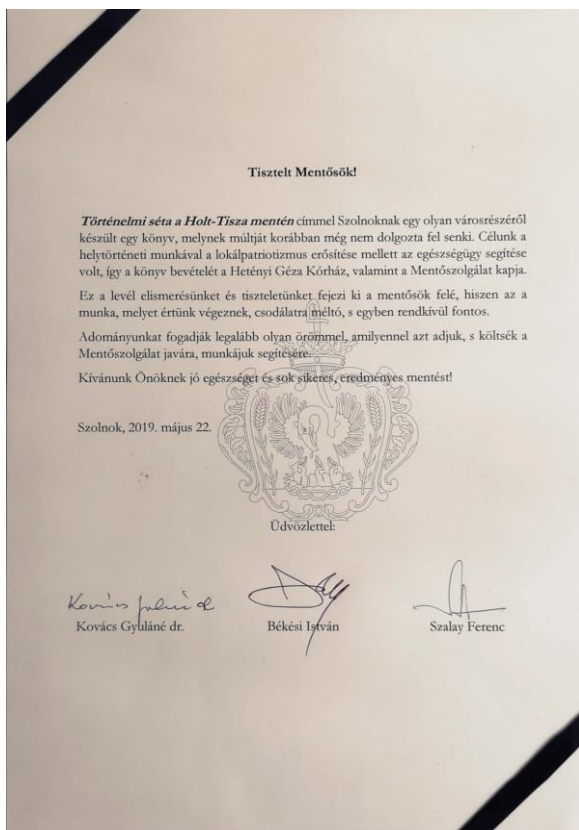 Tisztelt Mentősök!
Történelmi séta a Holt-Tisza mentén címmel Szolnoknak egy olyan városrészéről
készült egy könyv, melynek múltját korábban még nem dolgozta fel senki. Célunk a
helytörténeti munkával a lokálpatriotizmus erősítése mellett az egészségügy segítése
volt, így a könyv bevételét a Hetényi Géza Kórház, valamint a Mentőszolgálat kapja.
Ez a levél elismerésünket és tiszteletünket fejezi ki a mentősök felé, hiszen az a
munka, melyet értünk végeznek, csodálatra méltó, s egyben rendkívül fontos.
Adományunkat fogadják legalább olyan örömmel, amilyennel azt adjuk, s költsék a
Mentőszolgálat javára, munkájuk segítésére.
Kívánunk Önöknek jó egészséget és sok sikeres, eredményes mentést!
Szolnok, 2019. május 22.
Üdvözlettel:
Kovács Gyuláné dr.
Békési István
Szalay Ferenc